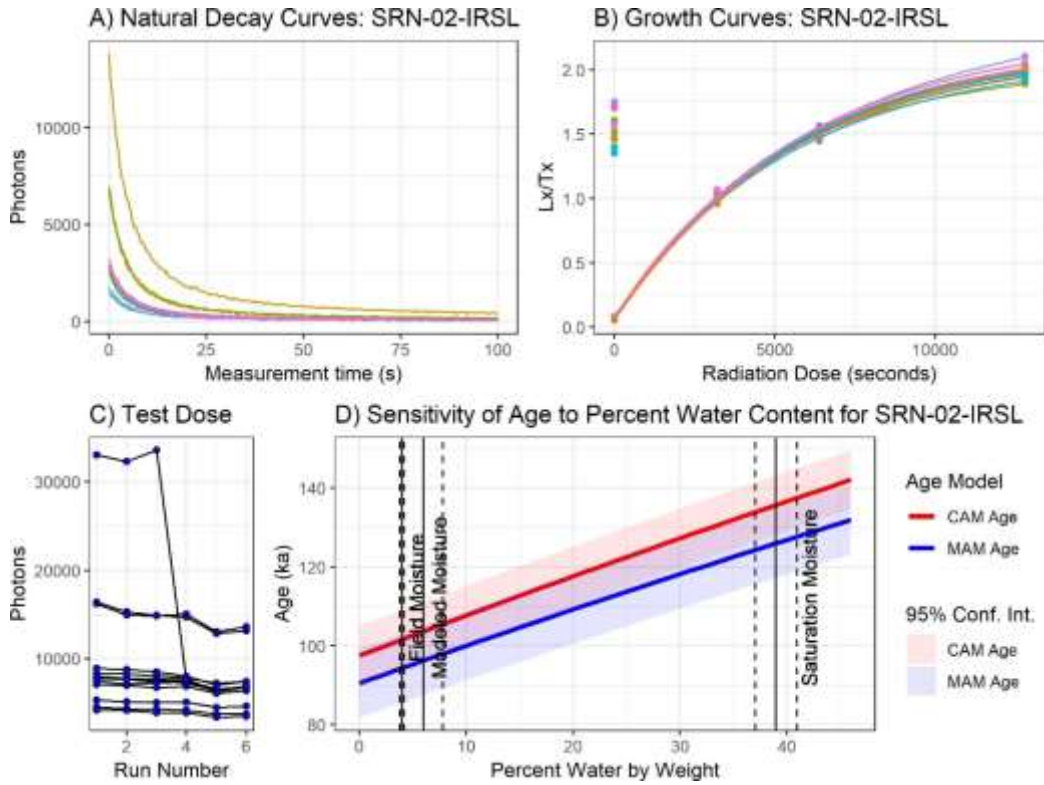 A) Natural Decay Curves: SRN-02-IRSL
10000
5000
0
Photons
0 25 50 75 100
Measurement time (s)
B) Growth Curves: SRN-02-IRSL
2.0
1.5
1.0
0.5
0.0
Lx/Tx
0 5000 10000
Radiation Dose (seconds)
C) Test Dose
30000
20000
10000
Photons
2 4 6
Run Number
D) Sensitivity of Age to Percent Water Content for SRN-02-IRSL
140
120
100
80
Age (ka)
Field Moisture
Modeled Moisture
Saturation Moisture
0 10 20 30 40
Percent Water by Weight
Age Model
CAM Age
MAM Age
95% Conf. Int.
CAM Age
MAM Age